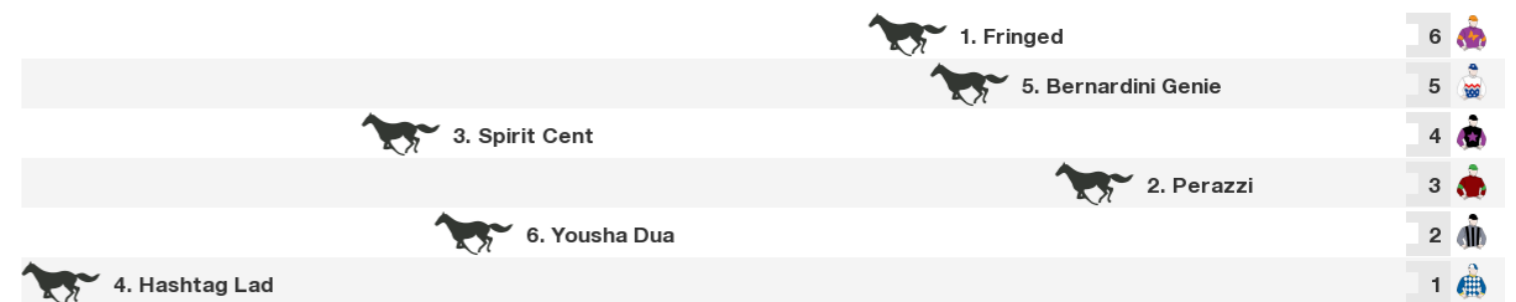 1. Fringed 6
5. Bernardini Genie 5
3. Spirit Cent 4
2. Perazzi 3
6. Yousha Dua 2
4. Hashtag Lad 1